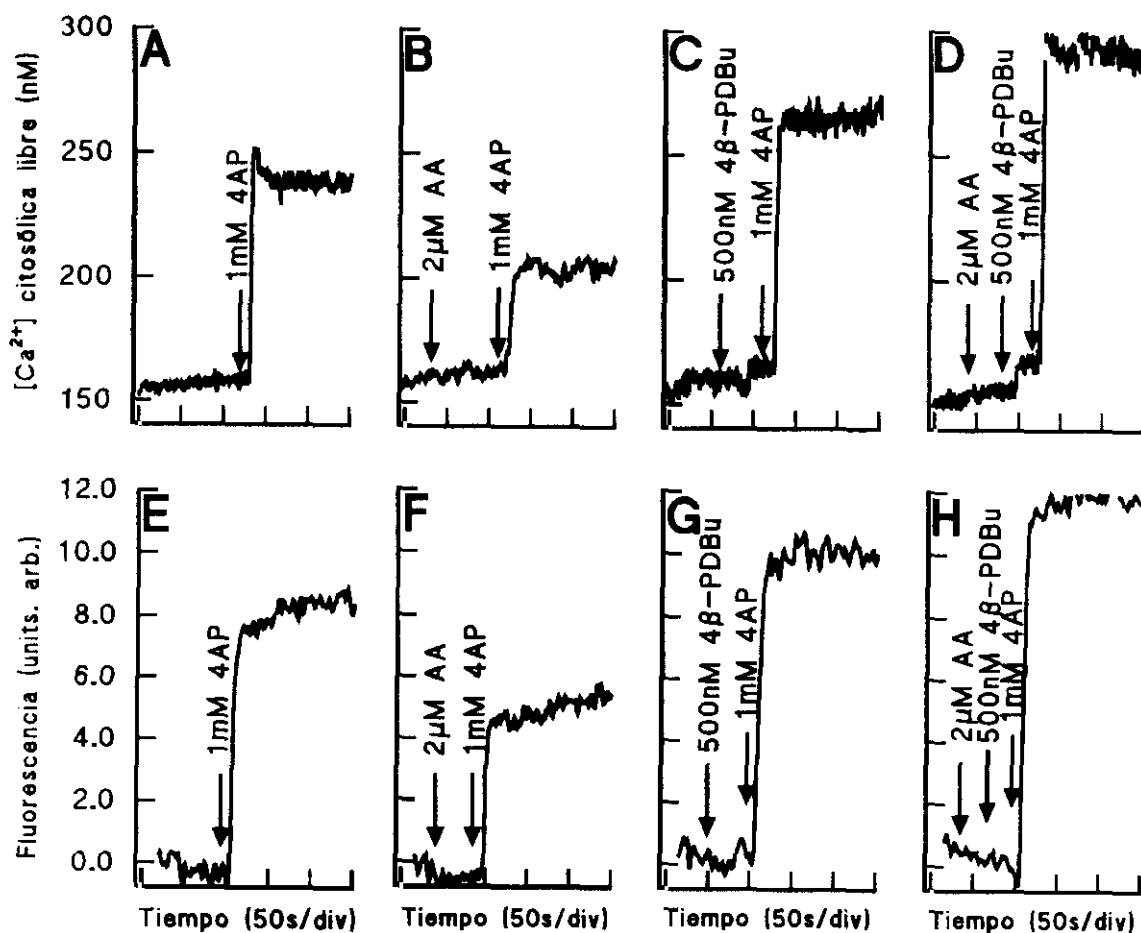 [Ca²⁺] citosólica libre (nM)
300
250
200
150
A
1mM 4AP
B
2µM AA
1mM 4AP
C
500nM 4β-PDBu
1mM 4AP
D
2µM AA
500nM 4β-PDBu
1mM 4AP
Fluorescencia (units. arb.)
12.0
10.0
8.0
6.0
4.0
2.0
0.0
E
1mM 4AP
F
2µM AA
1mM 4AP
G
500nM 4β-PDBu
1mM 4AP
H
2µM AA
500nM 4β-PDBu
1mM 4AP
Tiempo (50s/div)
Tiempo (50s/div)
Tiempo (50s/div)
Tiempo (50s/div)